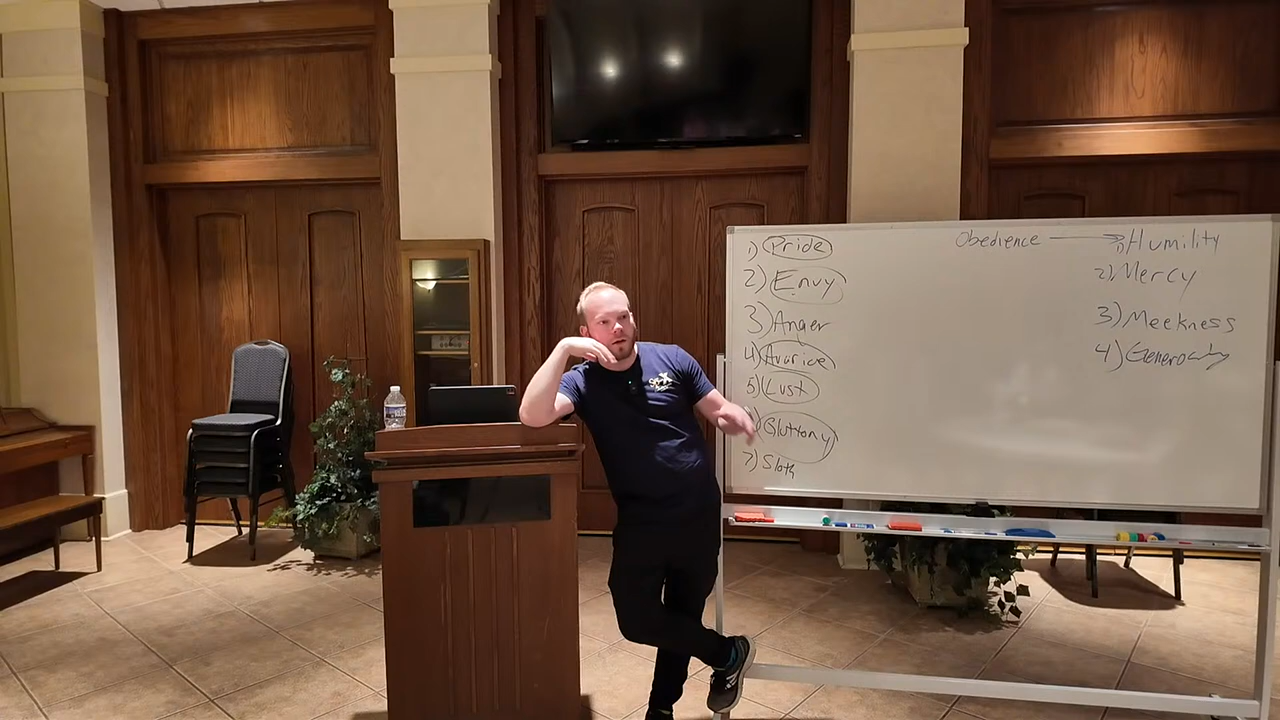 1) Pride
2) Envy
3) Anger
4) Avarice
5) Lust
) Gluttony
7) Sloth
Obedience → 1) Humility
2) Mercy
3) Meekness
4) Generosity